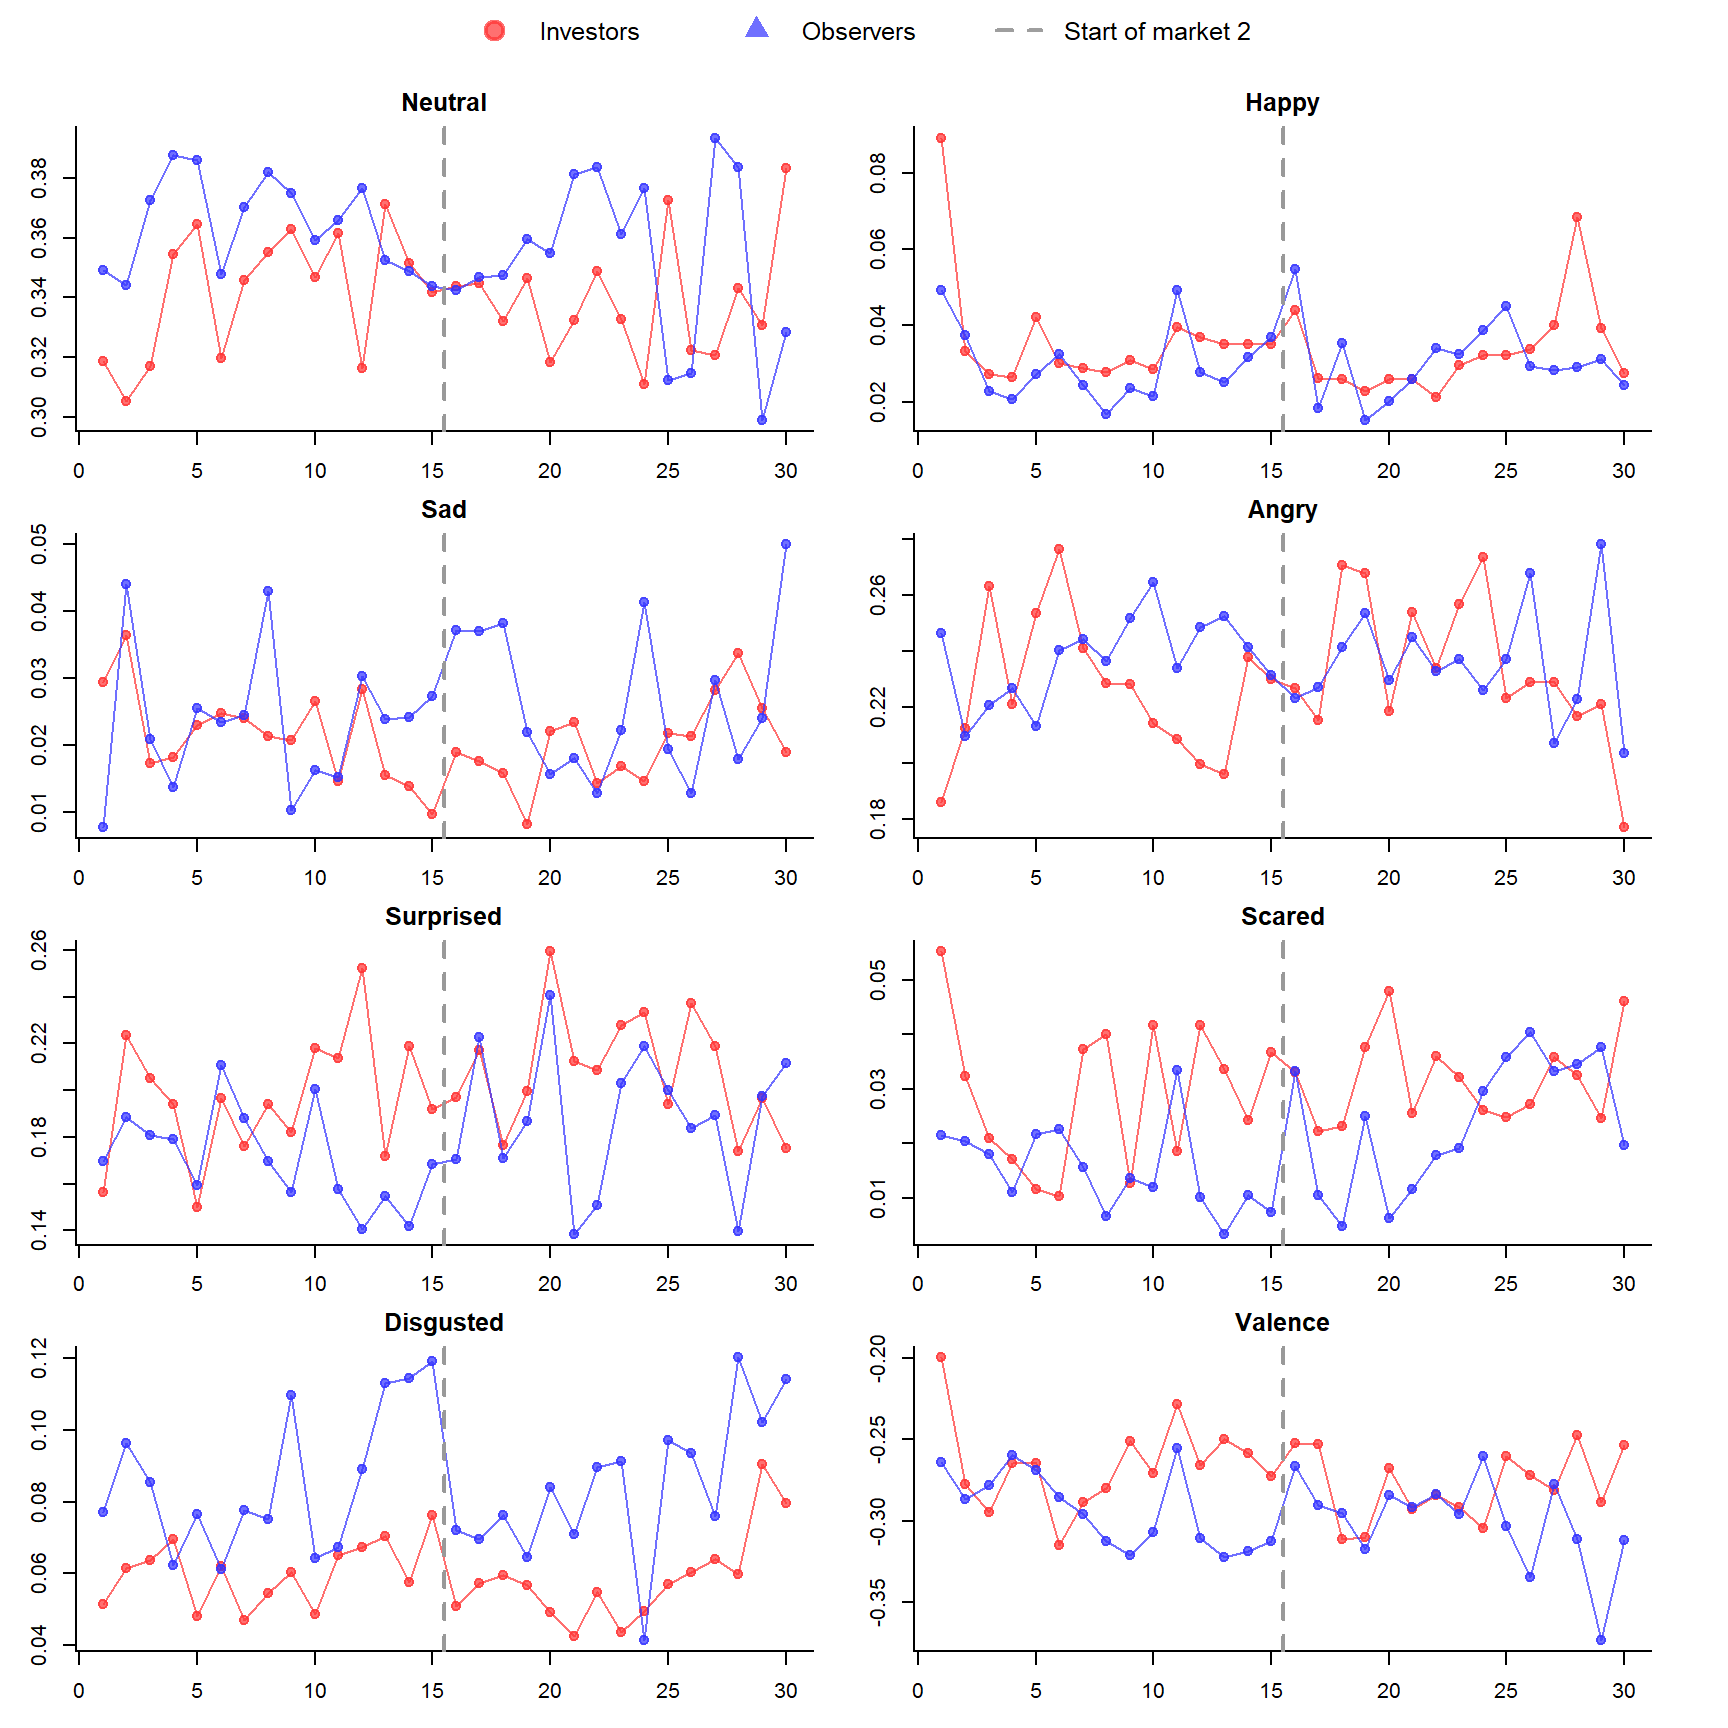 Investors Observers Start of market 2
Neutral Happy
0.30 0.32 0.34 0.36 0.38
0 5 10 15 20 25 30
0.02 0.04 0.06 0.08
0 5 10 15 20 25 30
Sad Angry
0.01 0.02 0.03 0.04 0.05
0 5 10 15 20 25 30
0.18 0.22 0.26
0 5 10 15 20 25 30
Surprised Scared
0.14 0.18 0.22 0.26
0 5 10 15 20 25 30
0.01 0.03 0.05
0 5 10 15 20 25 30
Disgusted Valence
0.04 0.06 0.08 0.10 0.12
0 5 10 15 20 25 30
-0.35 -0.30 -0.25 -0.20
0 5 10 15 20 25 30